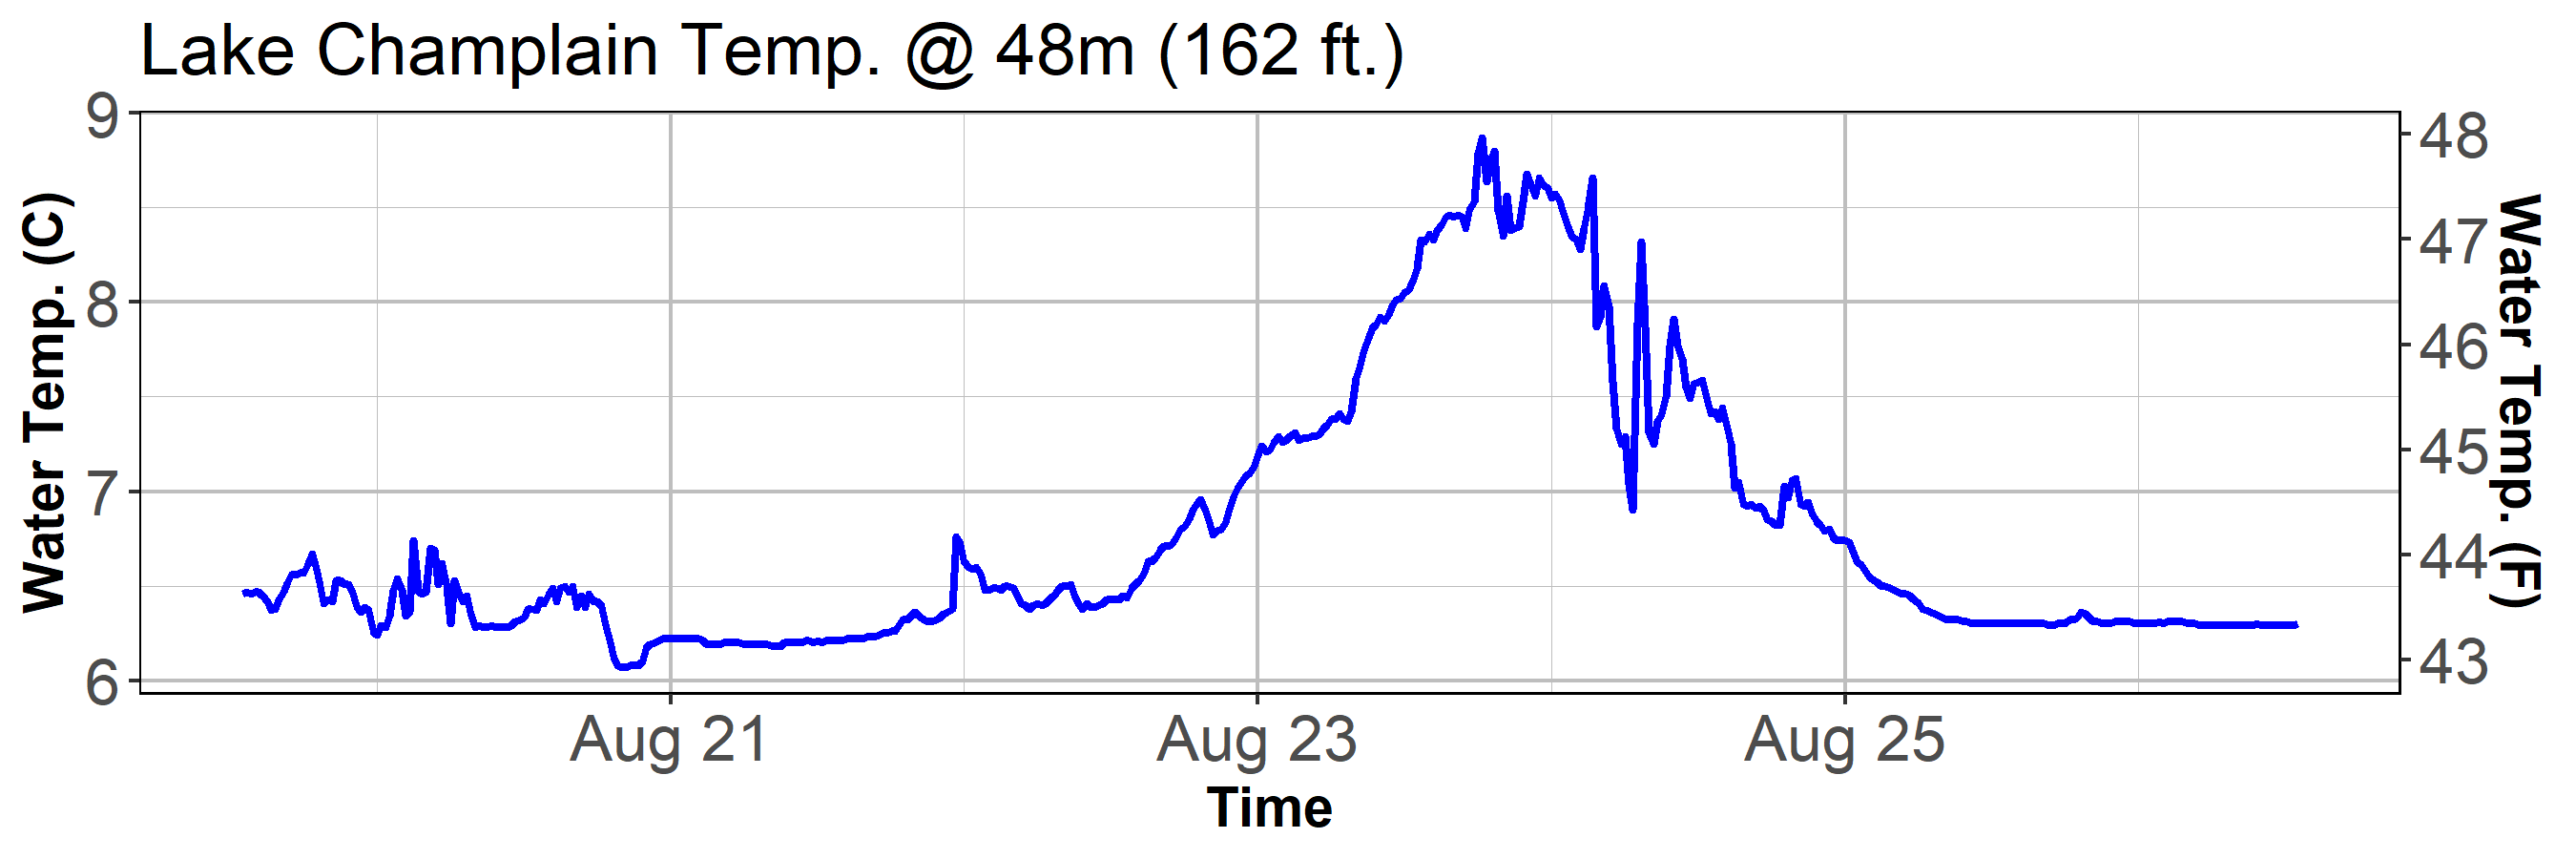 Lake Champlain Temp. @ 48m (162 ft.)
9
8
7
6
Water Temp. (C)
48
47
46
45
44
43
Water Temp. (F)
Aug 21
Aug 23
Aug 25
Time